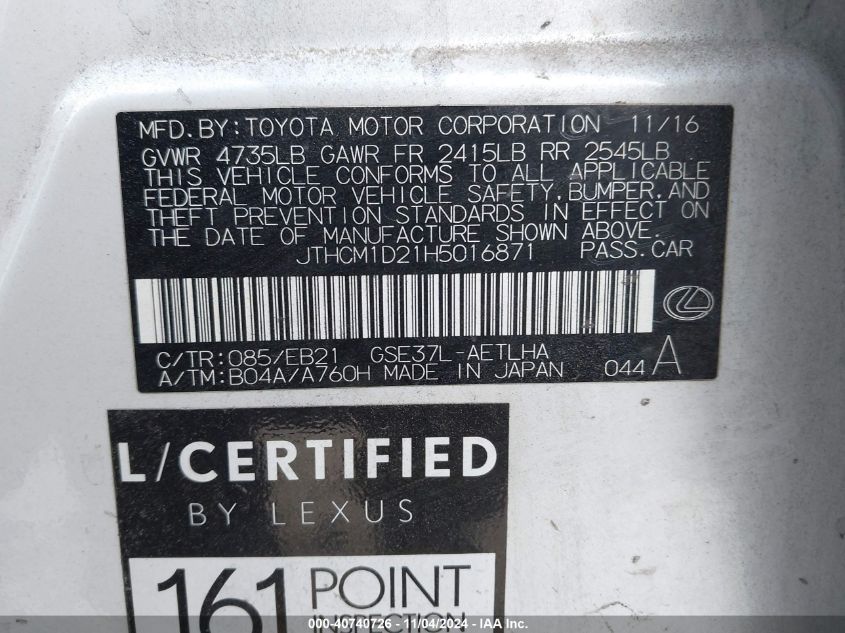 MFD.BY:TOYOTA MOTOR CORPORATION 11/16
GVWR 4735LB GAWR FR 2415LB RR 2545LB
THIS VEHICLE CONFORMS TO ALL APPLICABLE
FEDERAL MOTOR VEHICLE SAFETY,BUMPER,AND
THEFT PREVENTION STANDARDS IN EFFECT ON
THE DATE OF MANUFACTURE SHOWN ABOVE.
JTHCM1D21H5016871 PASS.CAR
C/TR:085/EB21 GSE37L-AETLHA
A/TM:B04A/A760H MADE IN JAPAN 044 A
L/CERTIFIED
BY LEXUS
161 POINT
INSPECTION
000-40740726 - 11/04/2024 - IAA Inc.